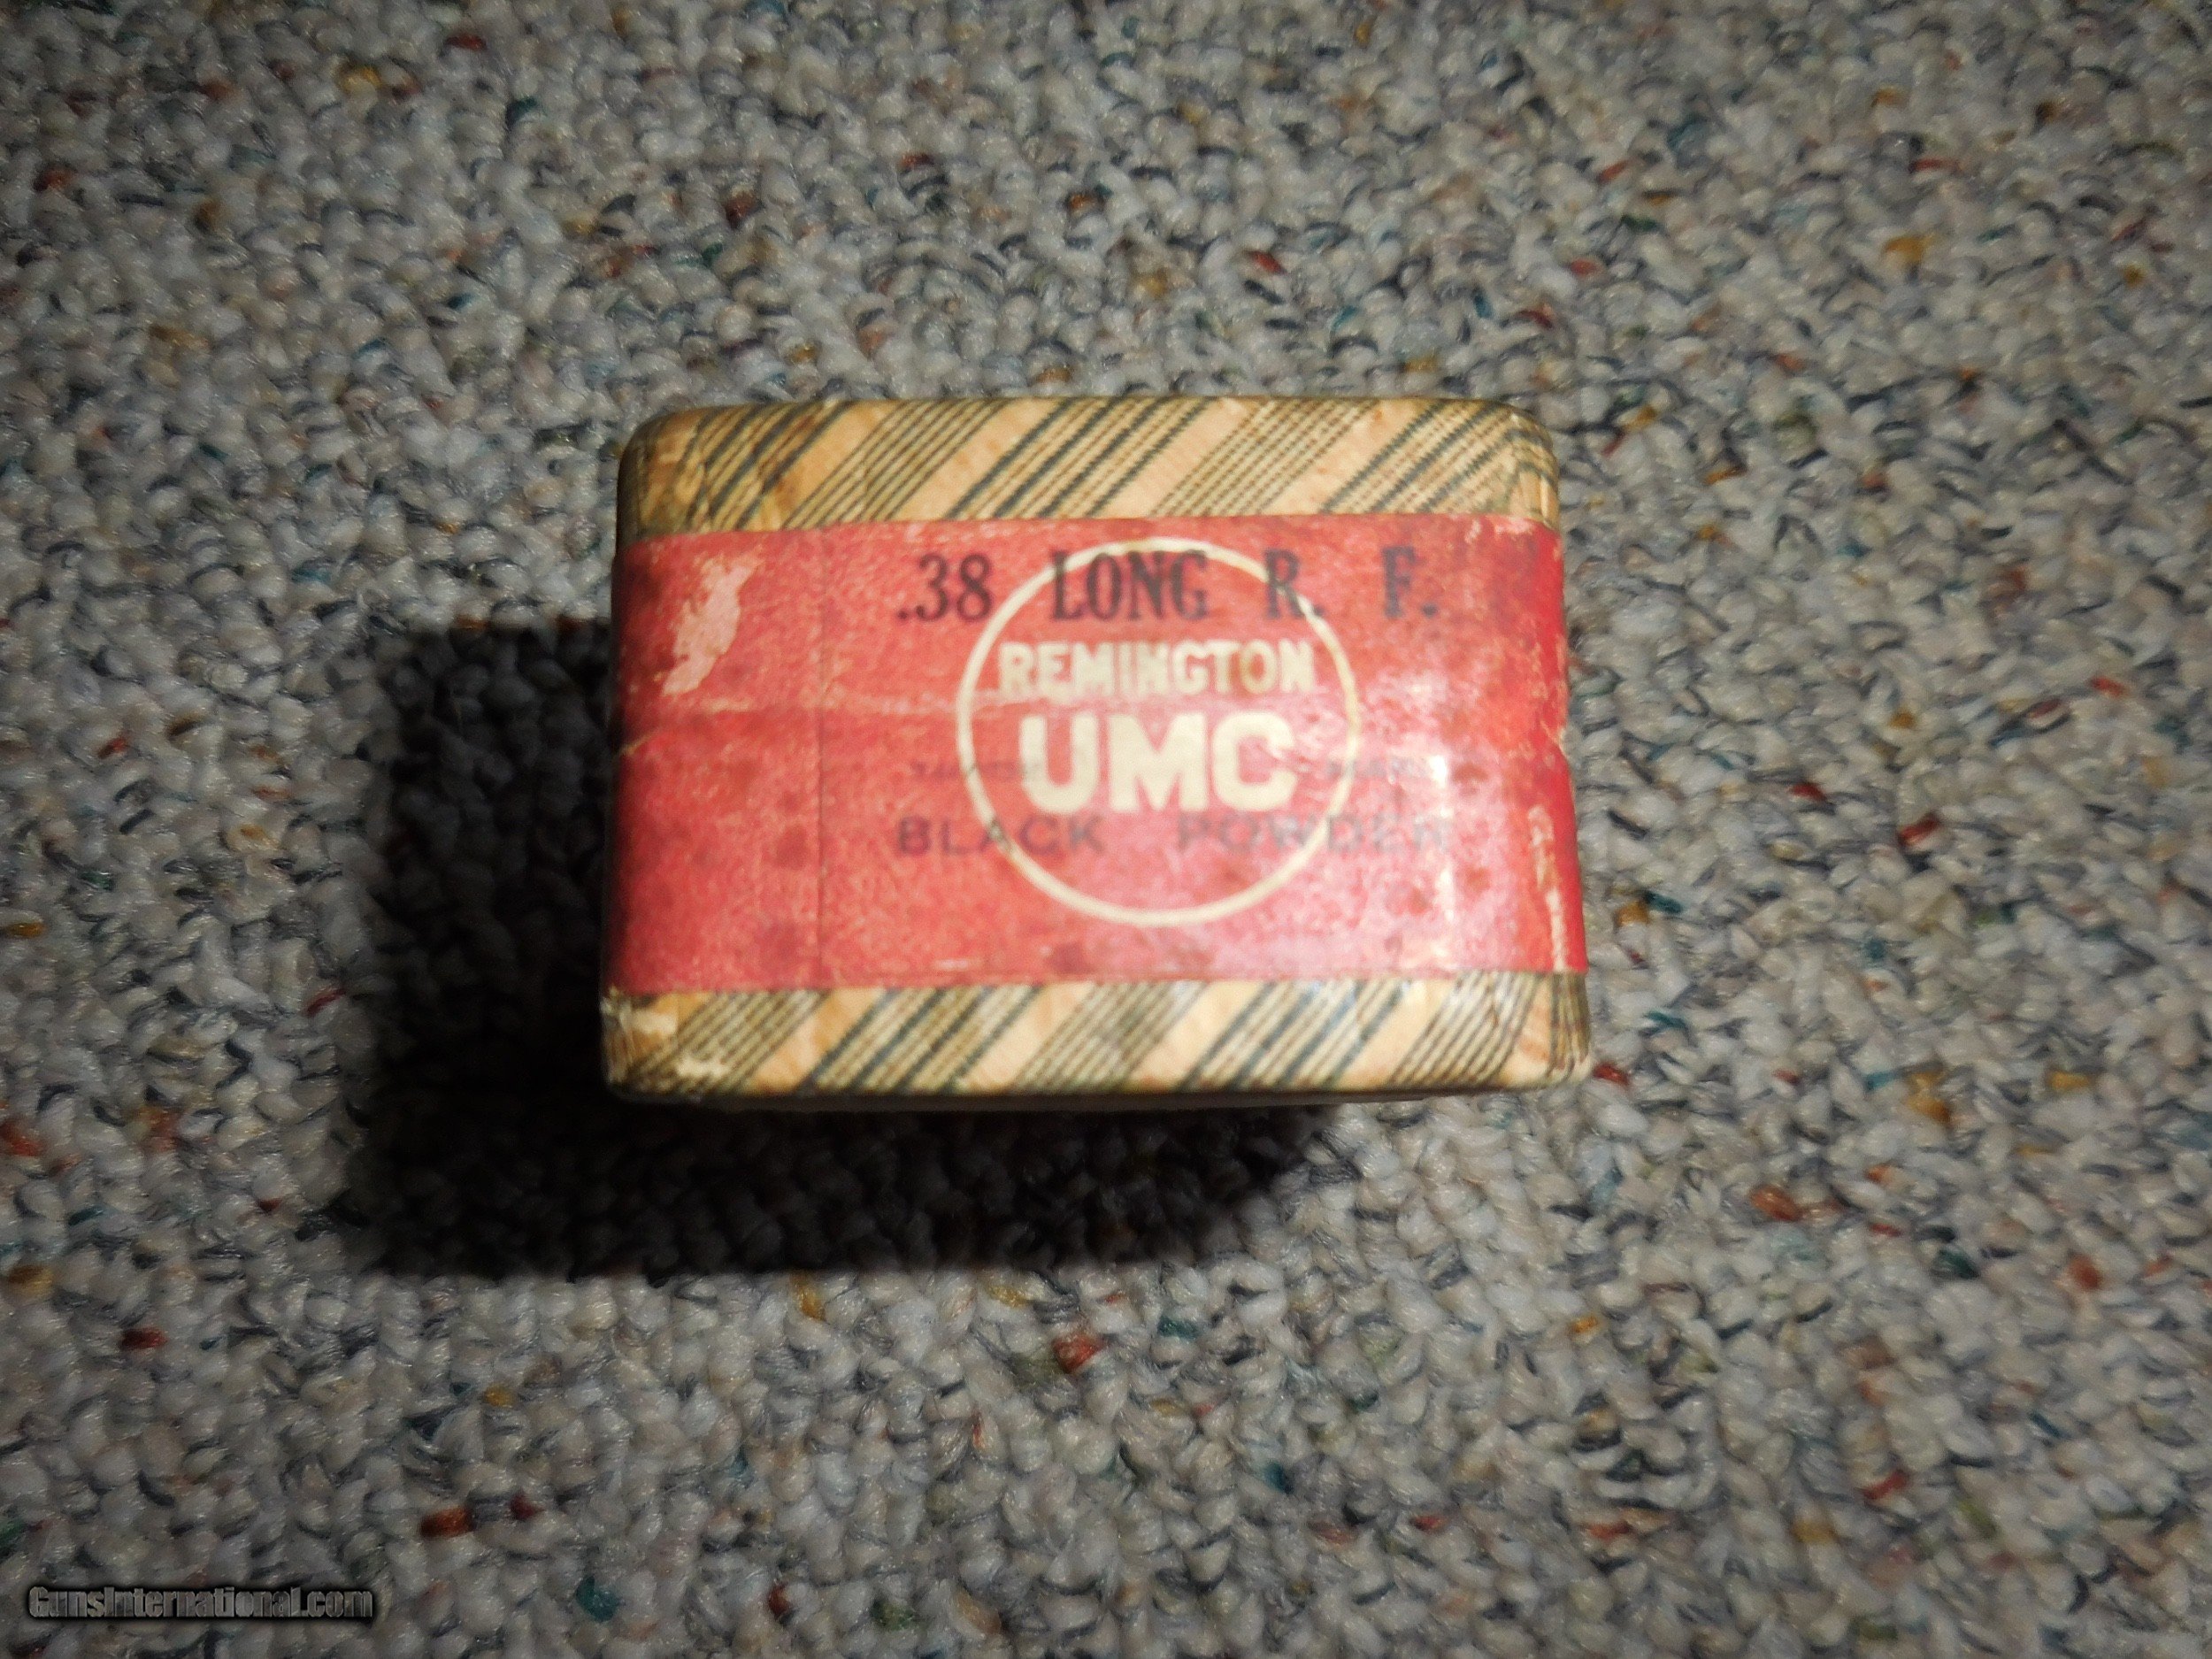 .38 LONG R. F.
REMINGTON
UMC
BLACK POWDER
GunsInternational.com